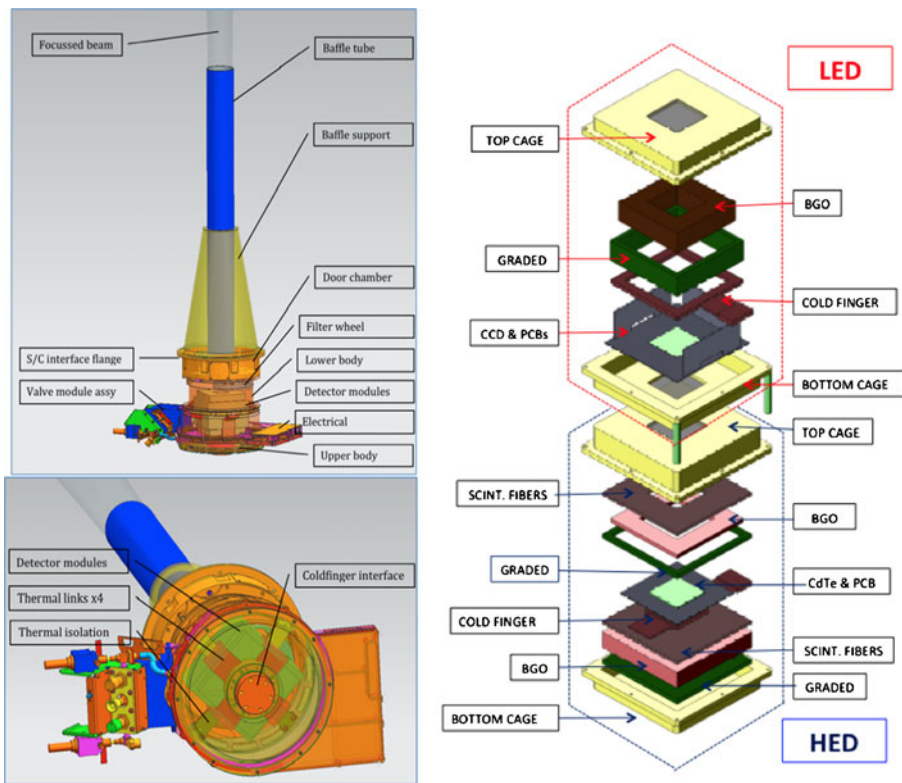 Focussed beam
Baffle tube
Baffle support
Door chamber
Filter wheel
S/C interface flange
Lower body
Valve module assy
Detector modules
Electrical
Upper body
Detector modules
Coldfinger interface
Thermal links x4
Thermal isolation
LED
TOP CAGE
BGO
GRADED
COLD FINGER
CCD & PCBs
BOTTOM CAGE
TOP CAGE
SCINT. FIBERS
BGO
GRADED
CdTe & PCB
COLD FINGER
SCINT. FIBERS
BGO
GRADED
BOTTOM CAGE
HED